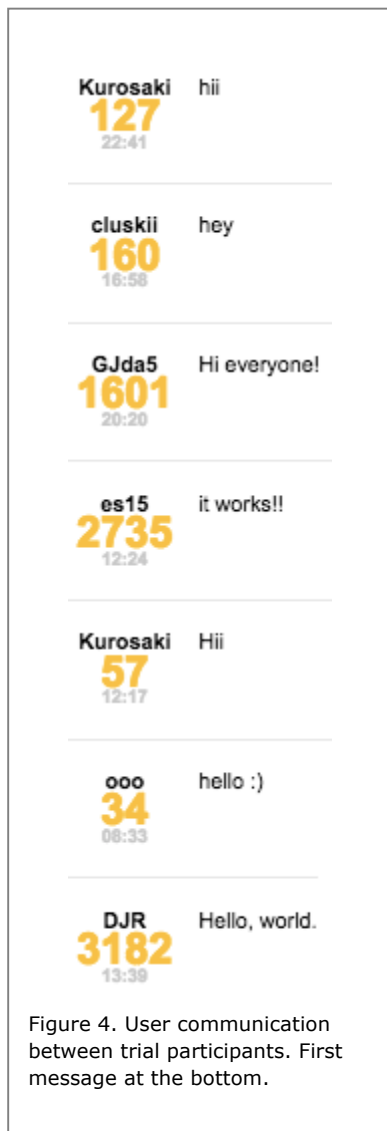 Kurosaki hii
127
22:41
cluskii hey
160
16:58
GJda5 Hi everyone!
1601
20:20
es15 it works!!
2735
12:24
Kurosaki Hii
57
12:17
ooo hello :)
34
08:33
DJR Hello, world.
3182
13:39
Figure 4. User communication
between trial participants. First
message at the bottom.